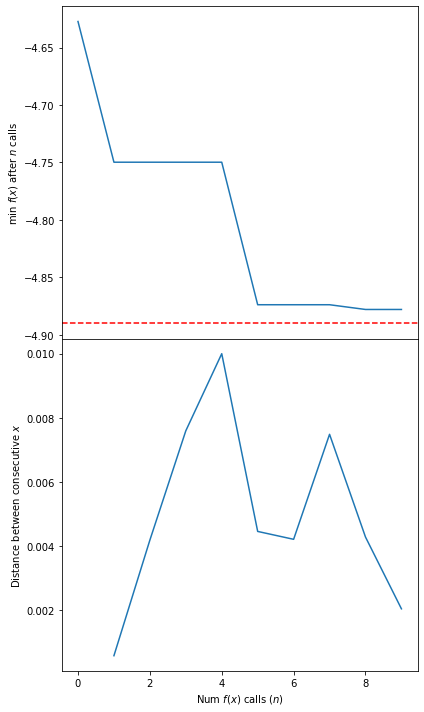 min f(x) after n calls
−4.65
−4.70
−4.75
−4.80
−4.85
−4.90
Distance between consecutive x
0.010
0.008
0.006
0.004
0.002
0 2 4 6 8
Num f(x) calls (n)